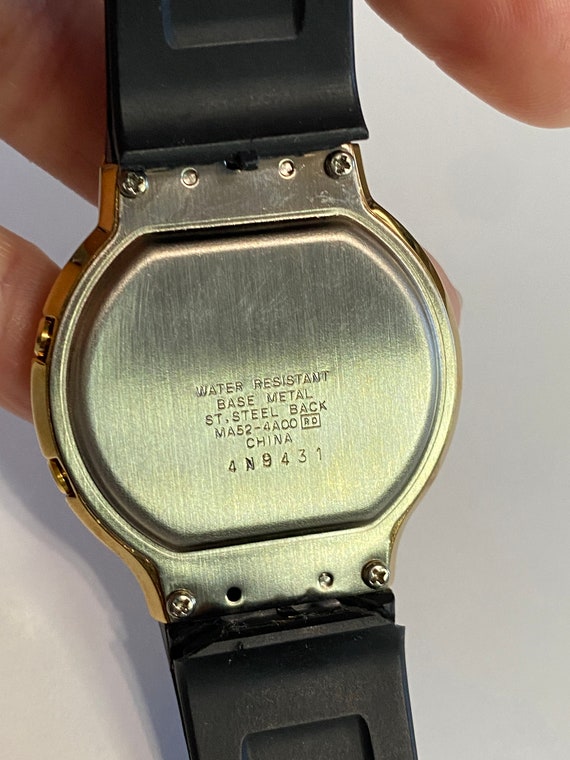 WATER RESISTANT
BASE METAL
ST.STEEL BACK
MA52-4A00 RO
CHINA
4N9431